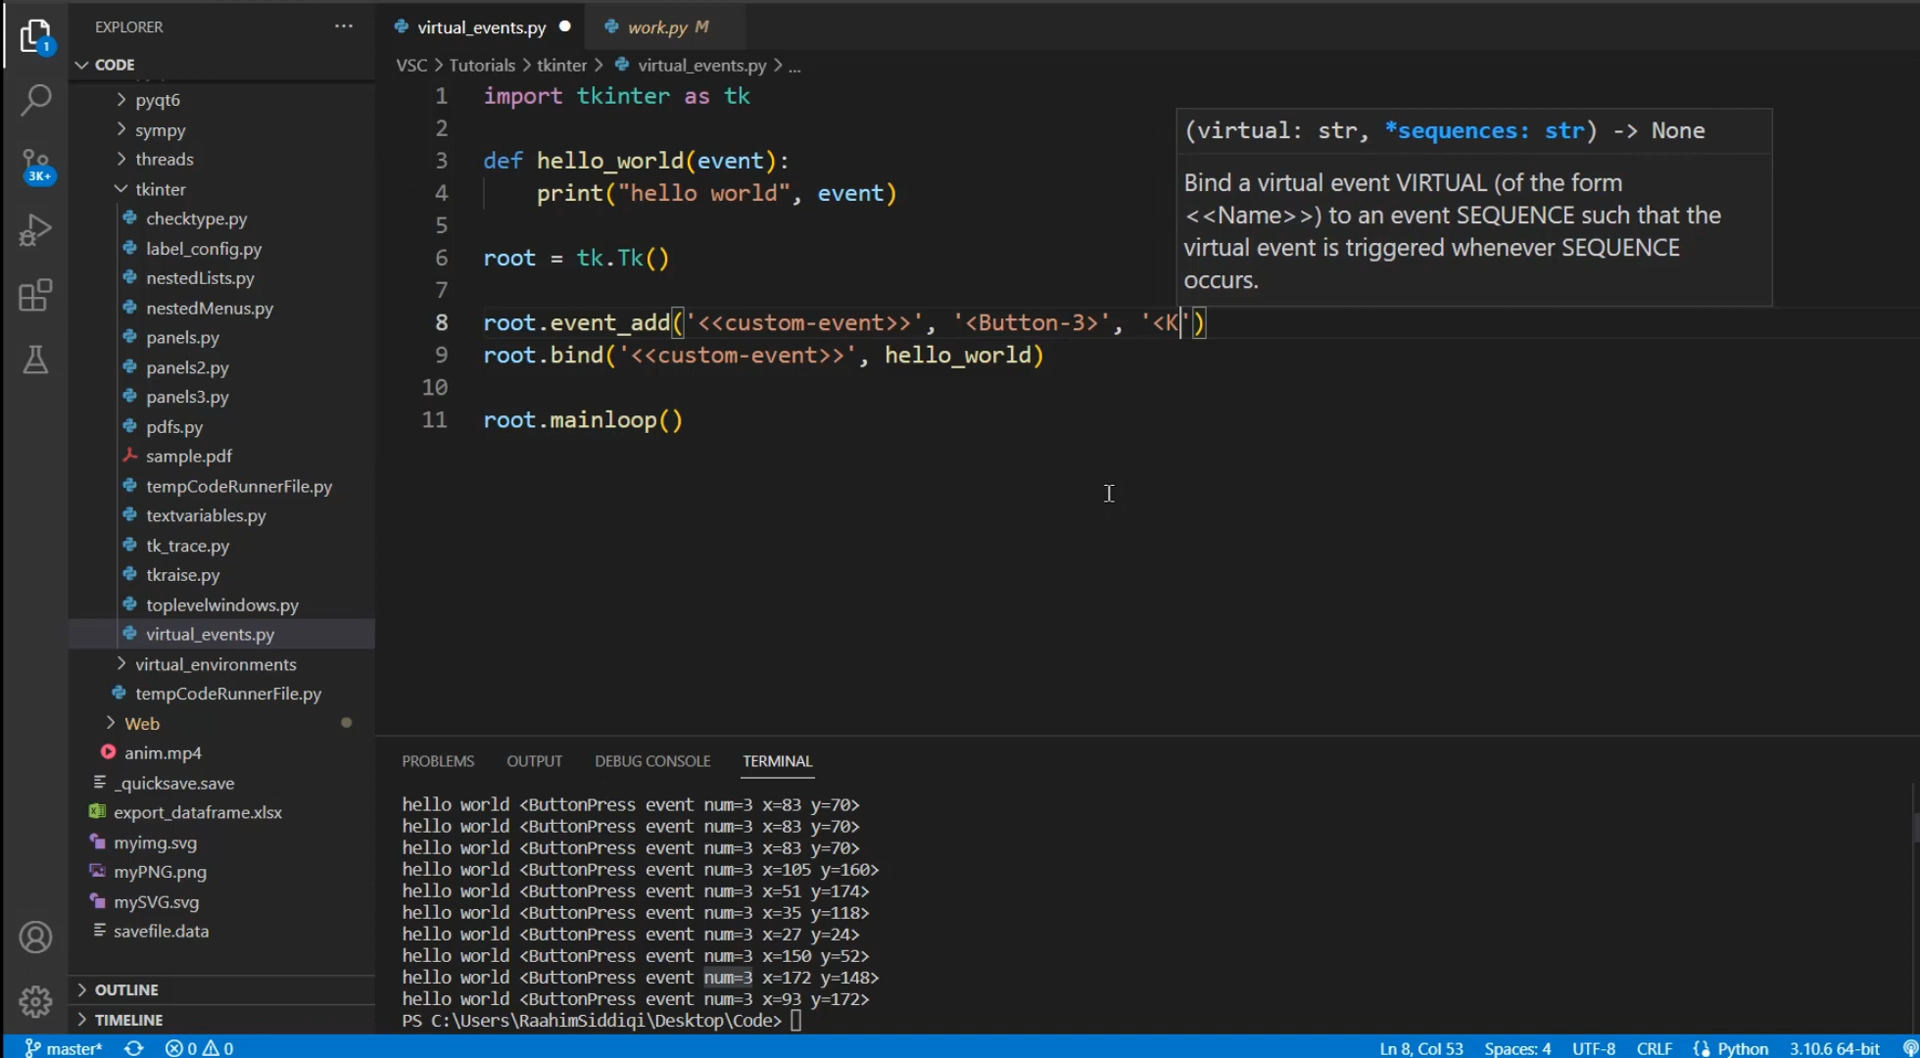 EXPLORER
···
CODE
1
3K+
pyqt6
sympy
threads
tkinter
checktype.py
label_config.py
nestedLists.py
nestedMenus.py
panels.py
panels2.py
panels3.py
pdfs.py
sample.pdf
tempCodeRunnerFile.py
textvariables.py
tk_trace.py
tkraise.py
toplevelwindows.py
virtual_events.py
virtual_environments
tempCodeRunnerFile.py
Web
anim.mp4
_quicksave.save
export_dataframe.xlsx
myimg.svg
myPNG.png
mySVG.svg
savefile.data
OUTLINE
TIMELINE
virtual_events.py
work.py M
VSC > Tutorials > tkinter > virtual_events.py > ...
1 import tkinter as tk
2
3 def hello_world(event):
4 print("hello world", event)
5
6 root = tk.Tk()
7
8 root.event_add('<<custom-event>>', '<Button-3>', '<K')
9 root.bind('<<custom-event>>', hello_world)
10
11 root.mainloop()
(virtual: str, *sequences: str) -> None
Bind a virtual event VIRTUAL (of the form
<<Name>>) to an event SEQUENCE such that the
virtual event is triggered whenever SEQUENCE
occurs.
PROBLEMS OUTPUT DEBUG CONSOLE TERMINAL
hello world <ButtonPress event num=3 x=83 y=70>
hello world <ButtonPress event num=3 x=83 y=70>
hello world <ButtonPress event num=3 x=83 y=70>
hello world <ButtonPress event num=3 x=105 y=160>
hello world <ButtonPress event num=3 x=51 y=174>
hello world <ButtonPress event num=3 x=35 y=118>
hello world <ButtonPress event num=3 x=27 y=24>
hello world <ButtonPress event num=3 x=150 y=52>
hello world <ButtonPress event num=3 x=172 y=148>
hello world <ButtonPress event num=3 x=93 y=172>
PS C:\Users\RaahimSiddiqi\Desktop\Code>
master* 0 0 Ln 8, Col 53 Spaces: 4 UTF-8 CRLF {} Python 3.10.6 64-bit